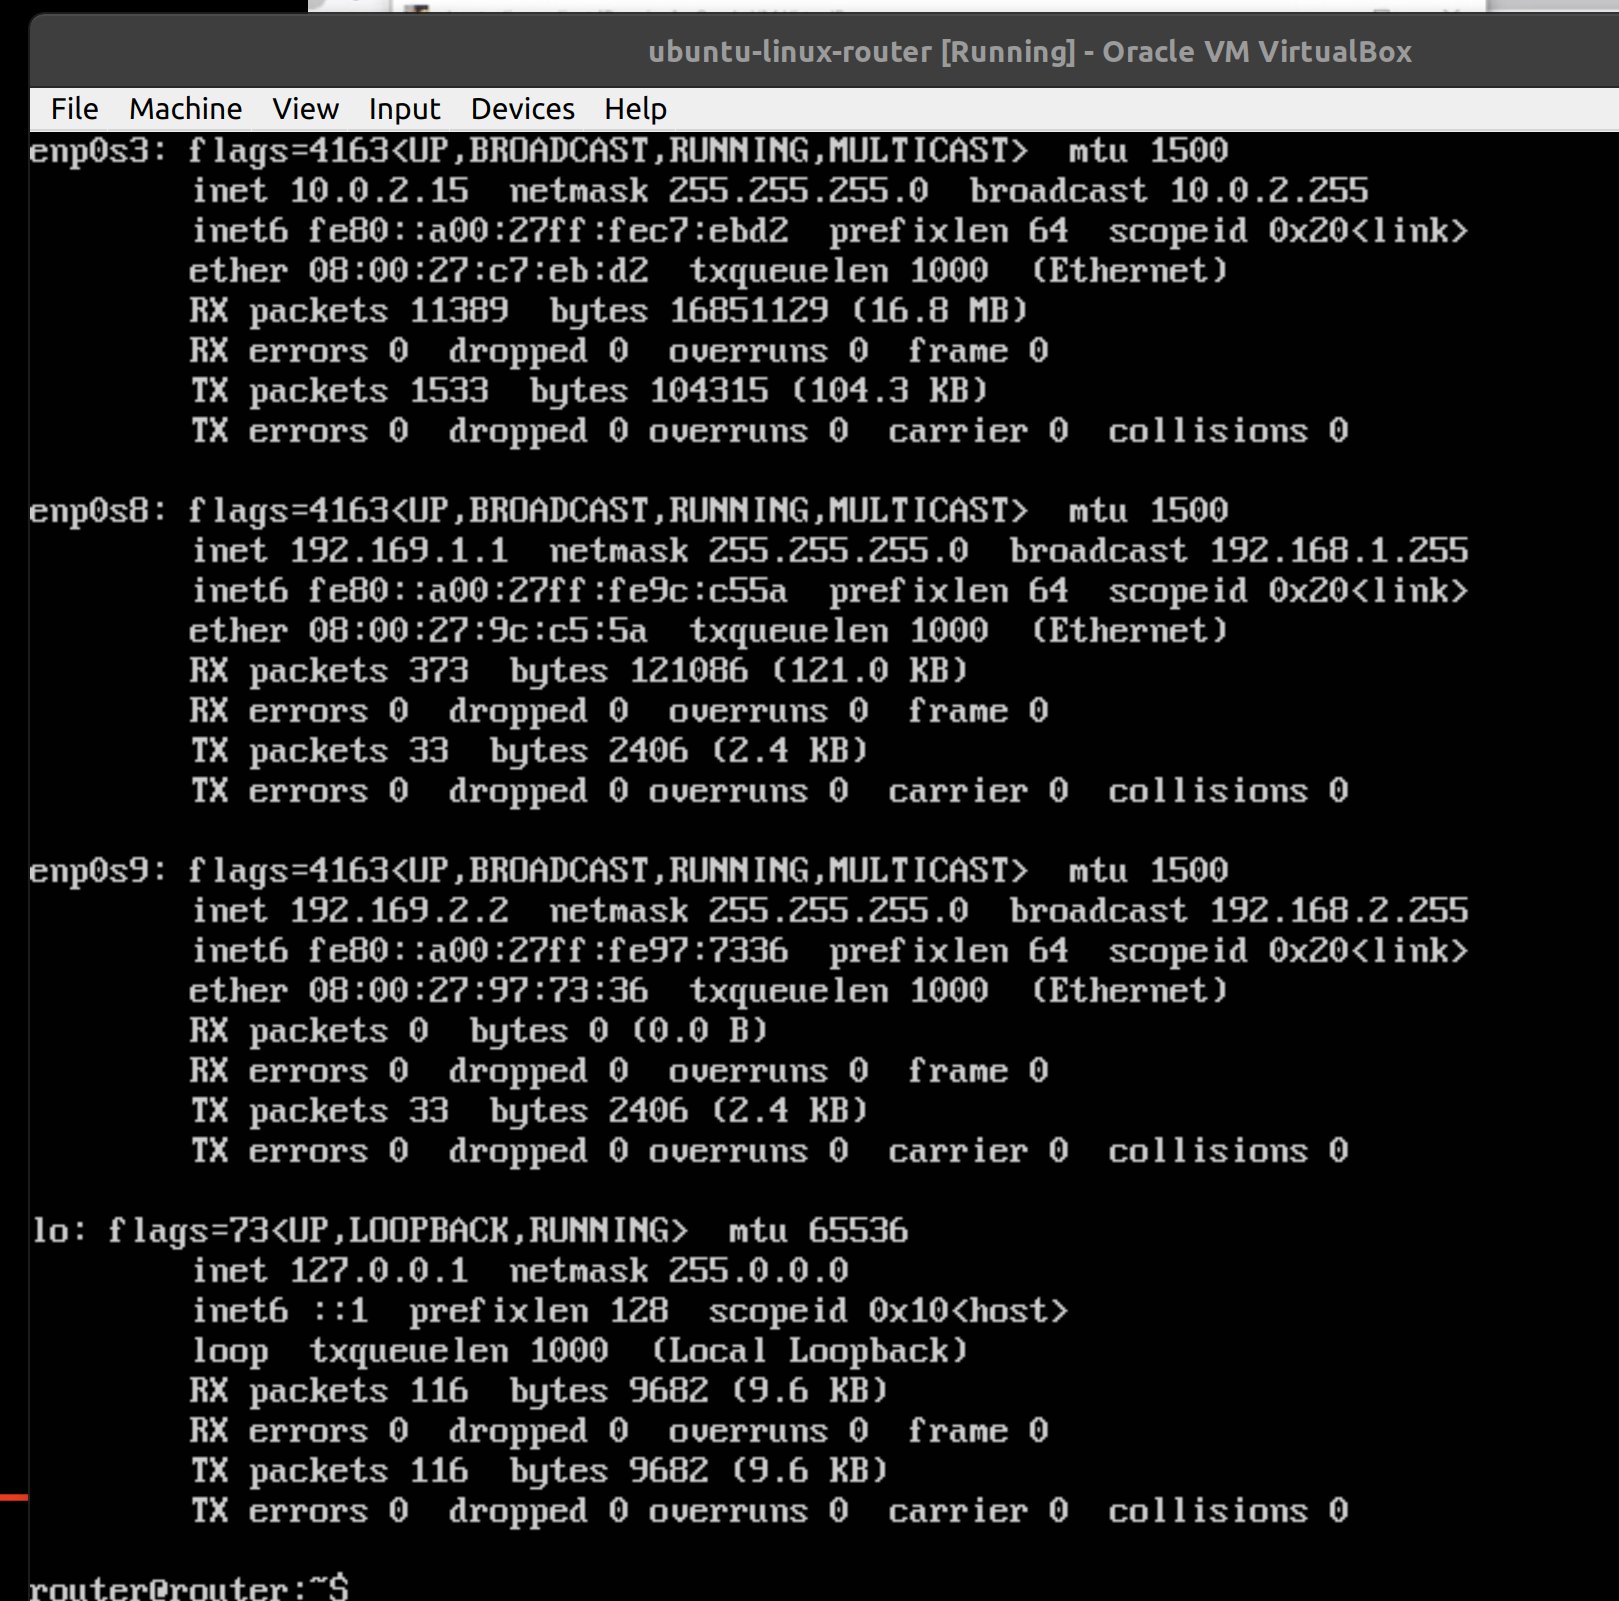 ubuntu-linux-router [Running] - Oracle VM VirtualBox
File Machine View Input Devices Help
enp0s3: flags=4163<UP,BROADCAST,RUNNING,MULTICAST>  mtu 1500
        inet 10.0.2.15  netmask 255.255.255.0  broadcast 10.0.2.255
        inet6 fe80::a00:27ff:fec7:ebd2  prefixlen 64  scopeid 0x20<link>
        ether 08:00:27:c7:eb:d2  txqueuelen 1000  (Ethernet)
        RX packets 11389  bytes 16851129 (16.8 MB)
        RX errors 0  dropped 0  overruns 0  frame 0
        TX packets 1533  bytes 104315 (104.3 KB)
        TX errors 0  dropped 0 overruns 0  carrier 0  collisions 0

enp0s8: flags=4163<UP,BROADCAST,RUNNING,MULTICAST>  mtu 1500
        inet 192.169.1.1  netmask 255.255.255.0  broadcast 192.168.1.255
        inet6 fe80::a00:27ff:fe9c:c55a  prefixlen 64  scopeid 0x20<link>
        ether 08:00:27:9c:c5:5a  txqueuelen 1000  (Ethernet)
        RX packets 373  bytes 121086 (121.0 KB)
        RX errors 0  dropped 0  overruns 0  frame 0
        TX packets 33  bytes 2406 (2.4 KB)
        TX errors 0  dropped 0 overruns 0  carrier 0  collisions 0

enp0s9: flags=4163<UP,BROADCAST,RUNNING,MULTICAST>  mtu 1500
        inet 192.169.2.2  netmask 255.255.255.0  broadcast 192.168.2.255
        inet6 fe80::a00:27ff:fe97:7336  prefixlen 64  scopeid 0x20<link>
        ether 08:00:27:97:73:36  txqueuelen 1000  (Ethernet)
        RX packets 0  bytes 0 (0.0 B)
        RX errors 0  dropped 0  overruns 0  frame 0
        TX packets 33  bytes 2406 (2.4 KB)
        TX errors 0  dropped 0 overruns 0  carrier 0  collisions 0

lo: flags=73<UP,LOOPBACK,RUNNING>  mtu 65536
        inet 127.0.0.1  netmask 255.0.0.0
        inet6 ::1  prefixlen 128  scopeid 0x10<host>
        loop  txqueuelen 1000  (Local Loopback)
        RX packets 116  bytes 9682 (9.6 KB)
        RX errors 0  dropped 0  overruns 0  frame 0
        TX packets 116  bytes 9682 (9.6 KB)
        TX errors 0  dropped 0 overruns 0  carrier 0  collisions 0

router@router:~$